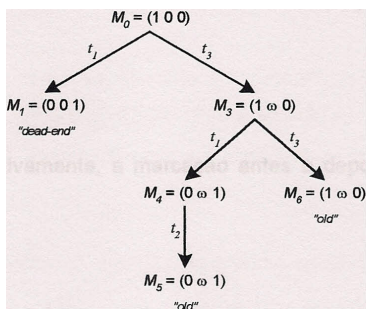 M₀ = (1 0 0)
t₁ t₃
M₁ = (0 0 1) M₃ = (1 ω 0)
"dead-end"
t₁ t₃
M₄ = (0 ω 1) M₆ = (1 ω 0)
"old"
t₂
M₅ = (0 ω 1)
"old"